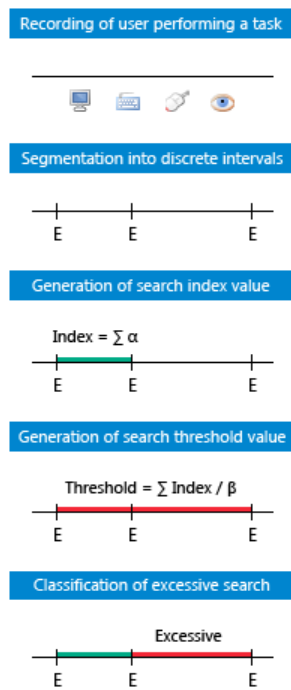 Recording of user performing a task
Segmentation into discrete intervals
E E E
Generation of search index value
Index = ∑ α
E E E
Generation of search threshold value
Threshold = ∑ Index / β
E E E
Classification of excessive search
Excessive
E E E